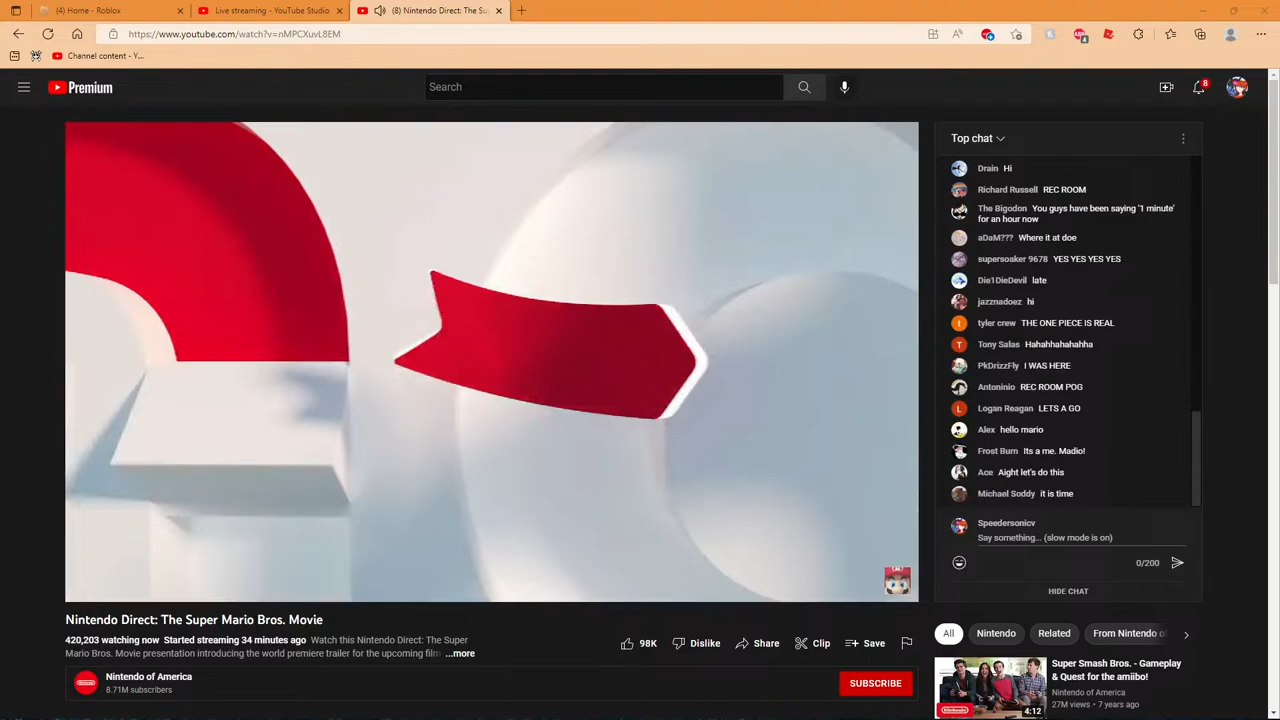 (4) Home - Roblox
Live streaming - YouTube Studio
(8) Nintendo Direct: The Su
https://www.youtube.com/watch?v=nMPCXuvL8EM
4
Channel content - Y...
Premium
Search
8
Top chat
Drain Hi
Richard Russell REC ROOM
The Bigodon You guys have been saying '1 minute'
for an hour now
aDaM??? Where it at doe
supersoaker 9678 YES YES YES YES
Die1DieDevil late
jazznadoez hi
t
tyler crew THE ONE PIECE IS REAL
T
Tony Salas Hahahhahahahha
PkDrizzFly I WAS HERE
Antoninio REC ROOM POG
L
Logan Reagan LETS A GO
Alex hello mario
Frost Burn Its a me. Madio!
Ace Aight let's do this
Michael Soddy it is time
Speedersonicv
Say something... (slow mode is on)
0/200
HIDE CHAT
Nintendo Direct: The Super Mario Bros. Movie
420,203 watching now Started streaming 34 minutes ago Watch this Nintendo Direct: The Super
Mario Bros. Movie presentation introducing the world premiere trailer for the upcoming film
...more
98K
Dislike
Share
Clip
Save
Nintendo of America
8.71M subscribers
SUBSCRIBE
All
Nintendo
Related
From Nintendo o
Super Smash Bros. - Gameplay
& Quest for the amiibo!
Nintendo of America
27M views • 7 years ago
Nintendo
4:12